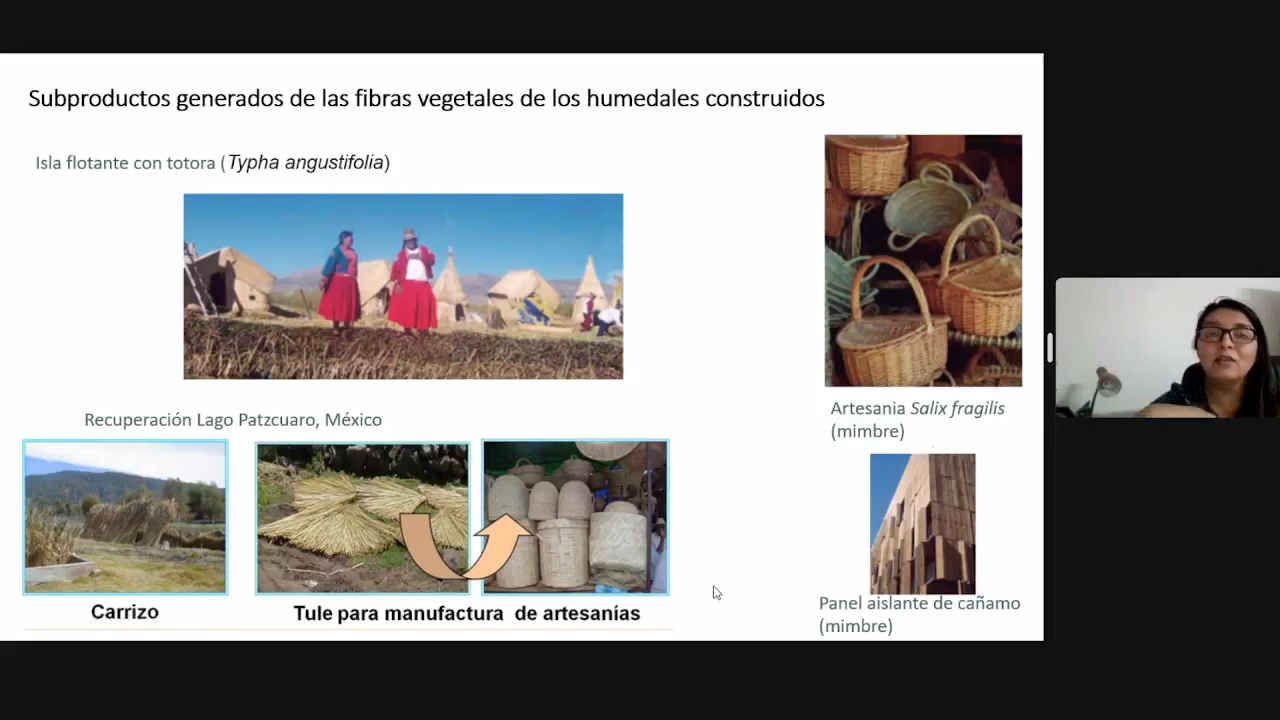 Subproductos generados de las fibras vegetales de los humedales construidos
Isla flotante con totora (Typha angustifolia)
Recuperación Lago Patzcuaro, México
Carrizo
Tule para manufactura de artesanías
Artesania Salix fragilis
(mimbre)
Panel aislante de cañamo
(mimbre)